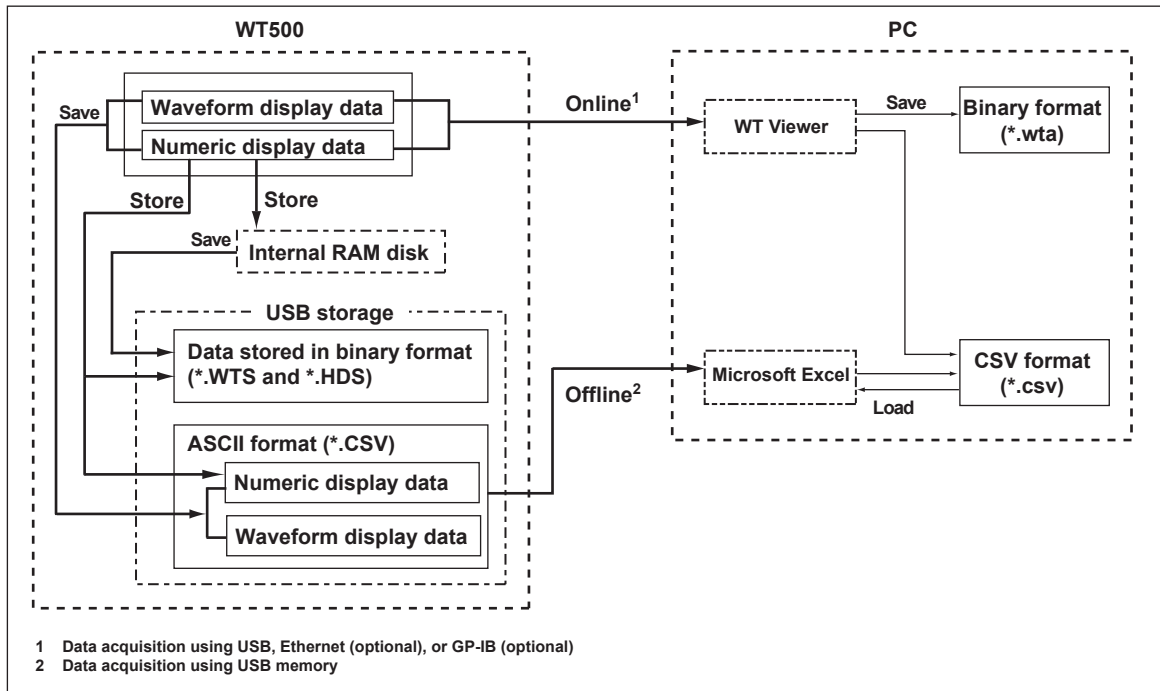 WT500
PC
Save
Waveform display data
Numeric display data
Online1
WT Viewer
Save
Binary format
(*.wta)
Store
Store
Save
Internal RAM disk
USB storage
Data stored in binary format
(*.WTS and *.HDS)
Offline2
Microsoft Excel
Load
CSV format
(*.csv)
ASCII format (*.CSV)
Numeric display data
Waveform display data
1 Data acquisition using USB, Ethernet (optional), or GP-IB (optional)
2 Data acquisition using USB memory